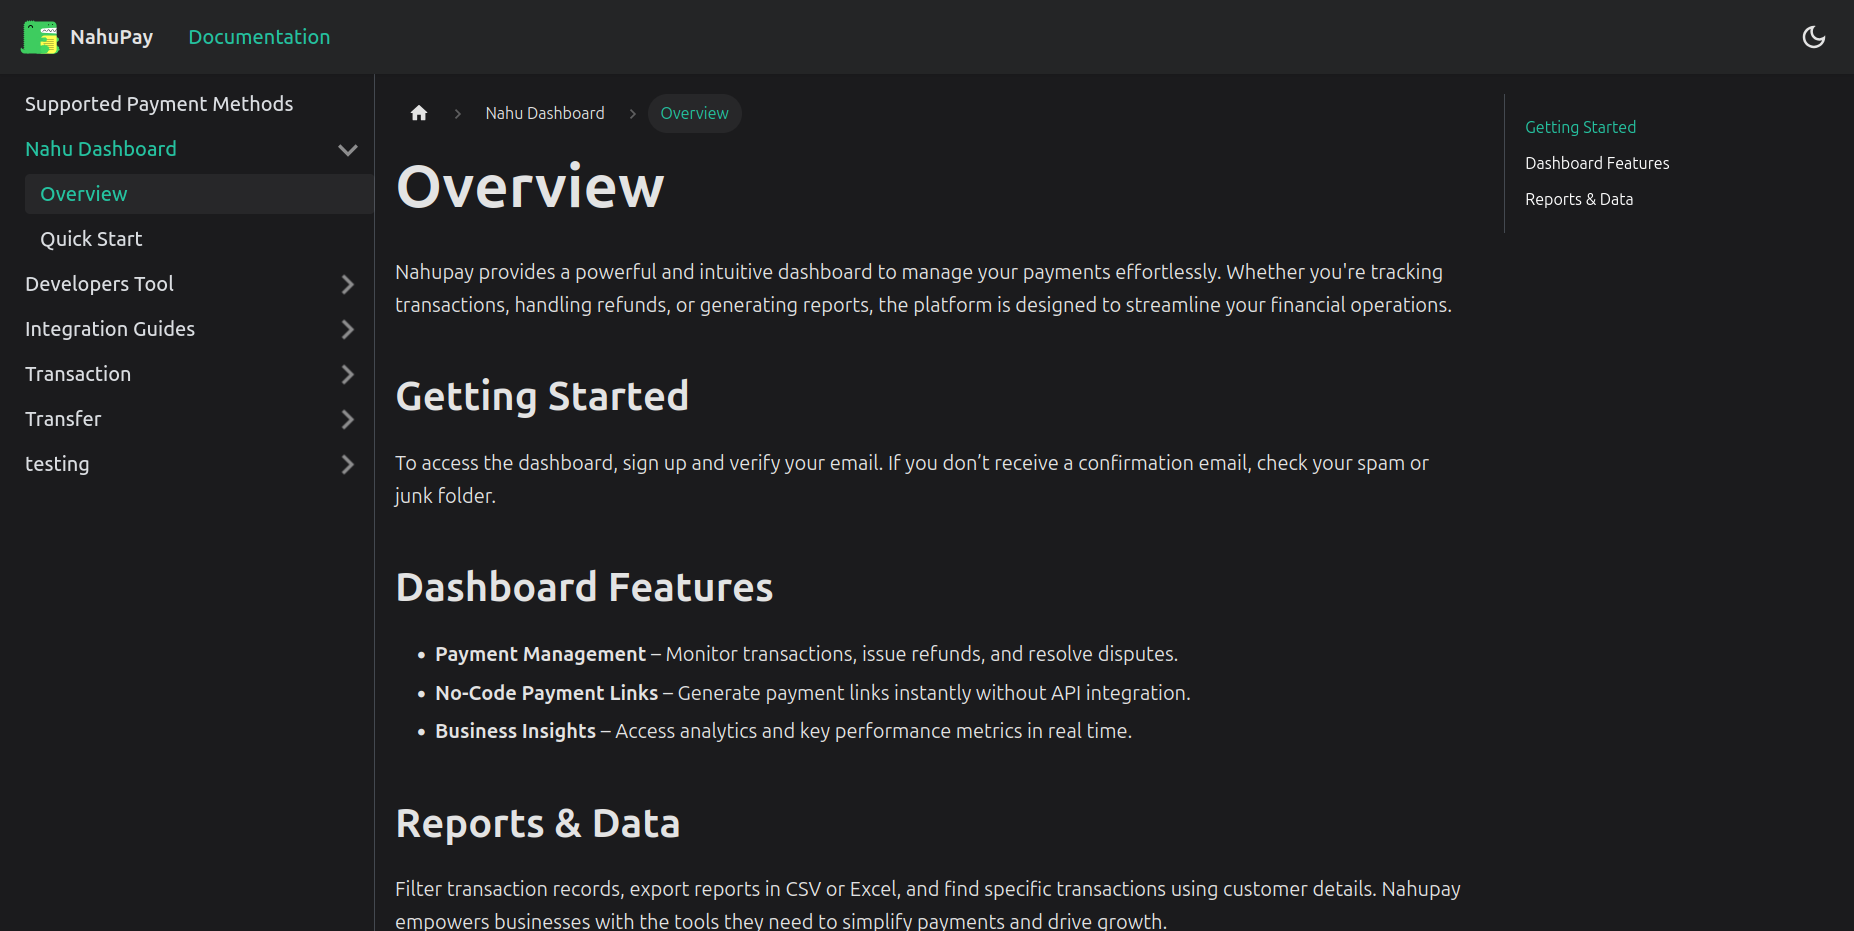 NahuPay
Documentation
Supported Payment Methods
Nahu Dashboard
Overview
Quick Start
Developers Tool
Integration Guides
Transaction
Transfer
testing
Nahu Dashboard
Overview
Overview
Nahupay provides a powerful and intuitive dashboard to manage your payments effortlessly. Whether you're tracking
transactions, handling refunds, or generating reports, the platform is designed to streamline your financial operations.
Getting Started
To access the dashboard, sign up and verify your email. If you don’t receive a confirmation email, check your spam or
junk folder.
Dashboard Features
• Payment Management – Monitor transactions, issue refunds, and resolve disputes.
• No-Code Payment Links – Generate payment links instantly without API integration.
• Business Insights – Access analytics and key performance metrics in real time.
Reports & Data
Filter transaction records, export reports in CSV or Excel, and find specific transactions using customer details. Nahupay
empowers businesses with the tools they need to simplify payments and drive growth.
Getting Started
Dashboard Features
Reports & Data